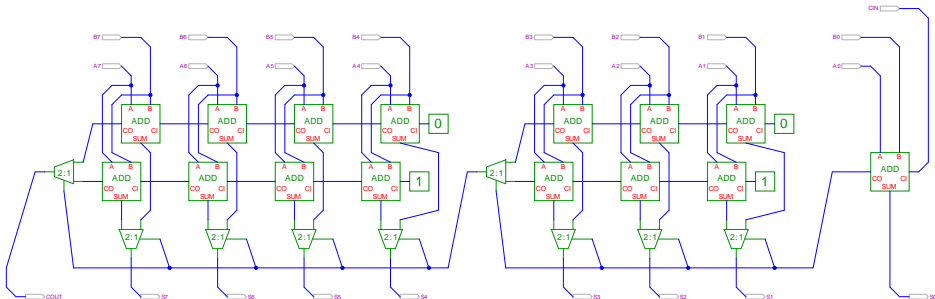 CIN
B7 B6 B5 B4 B3 B2 B1 B0
A7 A6 A5 A4 A3 A2 A1 A0
A B A B A B A B A B A B A B
ADD ADD ADD ADD 0 ADD ADD ADD 0
CO CI CO CI CO CI CO CI CO CI CO CI CO CI
SUM SUM SUM SUM SUM SUM SUM
A B A B A B A B A B A B A B A B
2:1 ADD ADD ADD ADD 1 2:1 ADD ADD ADD 1 ADD
CO CI CO CI CO CI CO CI CO CI CO CI CO CI CO CI
SUM SUM SUM SUM SUM SUM SUM SUM
2:1 2:1 2:1 2:1 2:1 2:1 2:1
COUT S7 S6 S5 S4 S3 S2 S1